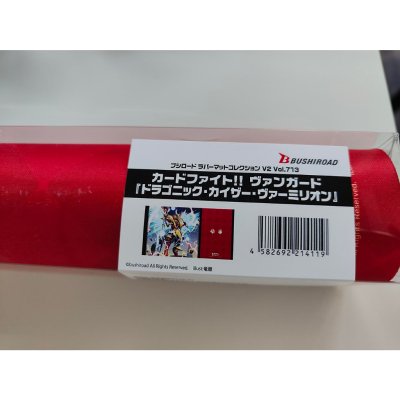 BUSHIROAD
ブシロード ラバーマットコレクション V2 Vol.713
カードファイト!! ヴァンガード
『ドラゴニック・カイザー・ヴァーミリオン』
4 582692 214119
©bushiroad All Rights Reserved.
ghts Reserved.